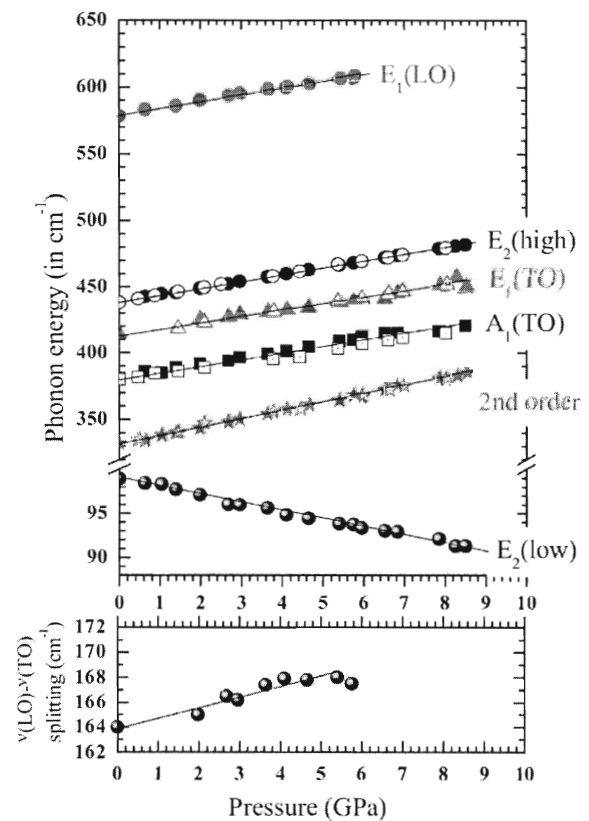 650
600
E1(LO)
550
500
E2(high)
450
E1(TO)
400
A1(TO)
350
2nd order
95
90
E2(low)
Phonon energy (in cm-1)
0 1 2 3 4 5 6 7 8 9 10
172
170
168
166
164
162
ν(LO)-ν(TO)
splitting (cm-1)
0 1 2 3 4 5 6 7 8 9 10
Pressure (GPa)